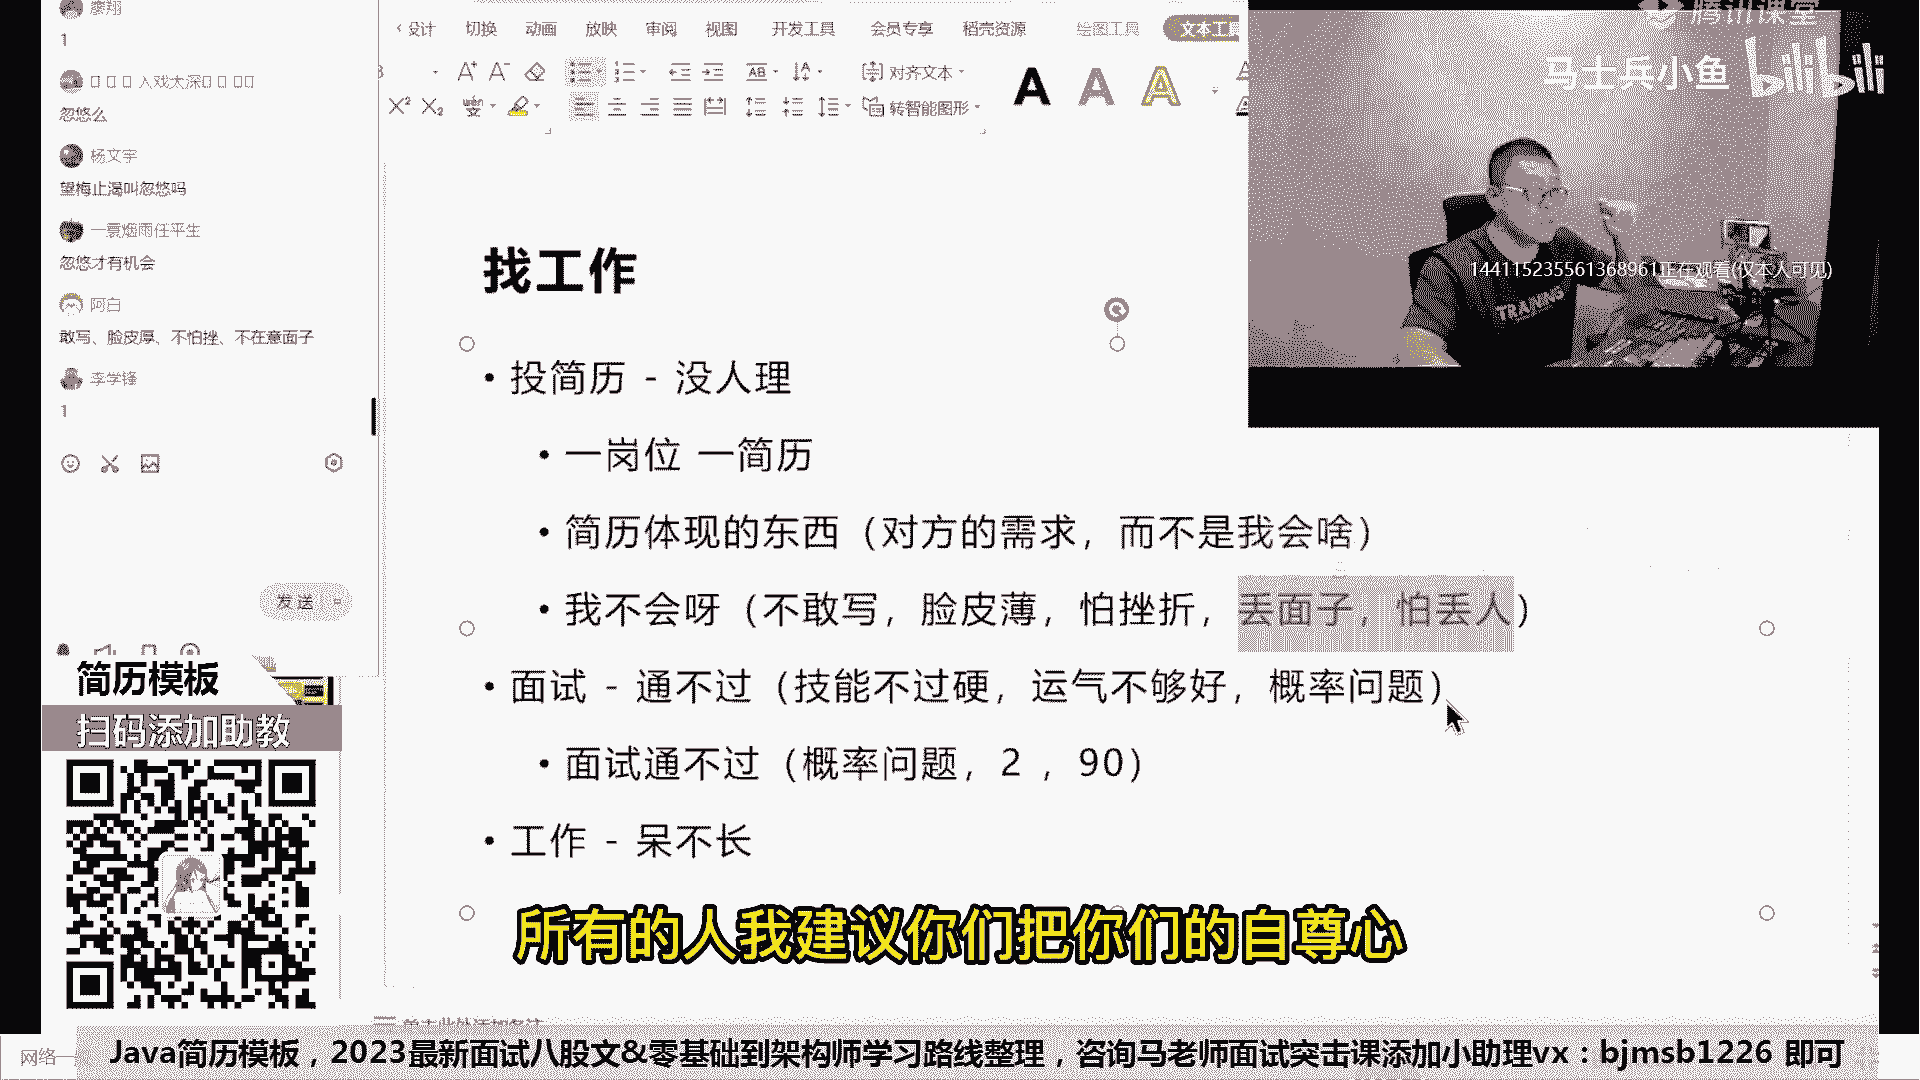 廖翔
1
入戏太深
忽悠么
杨文宇
望梅止渴叫忽悠吗
一蓑烟雨任平生
忽悠才有机会
阿白
敢写、脸皮厚、不怕挫、不在意面子
李学锋
1
发送
设计 切换 动画 放映 审阅 视图 开发工具 会员专享 稻壳资源 绘图工具 文本工具
对齐文本
转智能图形
腾讯课堂
马士兵小鱼 bilibili
144115235561368961正在观看(仅本人可见)
TRAINING
找工作
• 投简历 - 没人理
• 一岗位 一简历
• 简历体现的东西（对方的需求，而不是我会啥）
• 我不会呀（不敢写，脸皮薄，怕挫折，丢面子，怕丢人）
• 面试 - 通不过（技能不过硬，运气不够好，概率问题）
• 面试通不过（概率问题，2 ，90）
• 工作 - 呆不长
简历模板
扫码添加助教
所有的人我建议你们把你们的自尊心
单击此处添加备注
网络一
Java简历模板，2023最新面试八股文&零基础到架构师学习路线整理，咨询马老师面试突击课添加小助理vx：bjmsb1226 即可